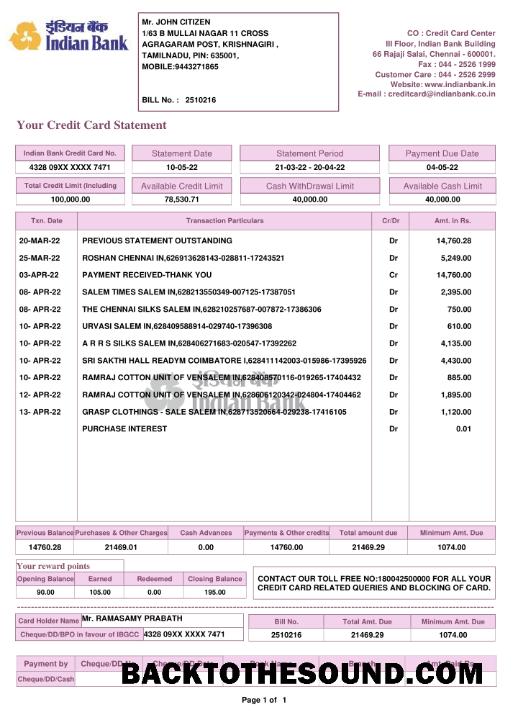 इंडियन बैंक
Indian Bank
Mr. JOHN CITIZEN
1/63 B MULLAI NAGAR 11 CROSS
AGRAGARAM POST, KRISHNAGIRI ,
TAMILNADU, PIN: 635001,
MOBILE:9443271865
BILL No. : 2510216
CO : Credit Card Center
III Floor, Indian Bank Building
66 Rajaji Salai, Chennai - 600001.
Fax : 044 - 2526 1999
Customer Care : 044 - 2526 2999
Website: www.indianbank.in
E-mail : creditcard@indianbank.co.in
Your Credit Card Statement
Indian Bank Credit Card No. Statement Date Statement Period Payment Due Date
4328 09XX XXXX 7471 10-05-22 21-03-22 - 20-04-22 04-05-22
Total Credit Limit (Including Available Credit Limit Cash WithDrawal Limit Available Cash Limit
100,000.00 78,530.71 40,000.00 40,000.00
Txn. Date Transaction Particulars Cr/Dr Amt. in Rs.
20-MAR-22 PREVIOUS STATEMENT OUTSTANDING Dr 14,760.28
25-MAR-22 ROSHAN CHENNAI IN,626913628143-028811-17243521 Dr 5,249.00
03-APR-22 PAYMENT RECEIVED-THANK YOU Cr 14,760.00
08- APR-22 SALEM TIMES SALEM IN,628213550349-007125-17387051 Dr 2,395.00
08- APR-22 THE CHENNAI SILKS SALEM IN,628210257687-007872-17386306 Dr 750.00
10- APR-22 URVASI SALEM IN,628409588914-029740-17396308 Dr 610.00
10- APR-22 A R R S SILKS SALEM IN,628406271683-020547-17392262 Dr 4,135.00
10- APR-22 SRI SAKTHI HALL READYM COIMBATORE I,628411142003-015986-17395926 Dr 4,430.00
10- APR-22 RAMRAJ COTTON UNIT OF VENSALEM IN,628408570116-019265-17404432 Dr 885.00
12- APR-22 RAMRAJ COTTON UNIT OF VENSALEM IN,628606120342-024804-17404462 Dr 1,895.00
13- APR-22 GRASP CLOTHINGS - SALE SALEM IN,628713520664-029238-17416105 Dr 1,120.00
PURCHASE INTEREST Dr 0.01
इंडियन बैंक
Indian Bank
Previous Balance Purchases & Other Charges Cash Advances Payments & Other credits Total amount due Minimum Amt. Due
14760.28 21469.01 0.00 14760.00 21469.29 1074.00
Your reward points
Opening Balance Earned Redeemed Closing Balance
90.00 105.00 0.00 195.00
CONTACT OUR TOLL FREE NO:180042500000 FOR ALL YOUR
CREDIT CARD RELATED QUERIES AND BLOCKING OF CARD.
Card Holder Name Mr. RAMASAMY PRABATH Bill No. Total Amt. Due Minimum Amt. Due
Cheque/DD/BPO in favour of IBGCC 4328 09XX XXXX 7471 2510216 21469.29 1074.00
Payment by Cheque/DD
Cheque/DD/Cash
BACKTOTHESOUND.COM
Page 1 of 1